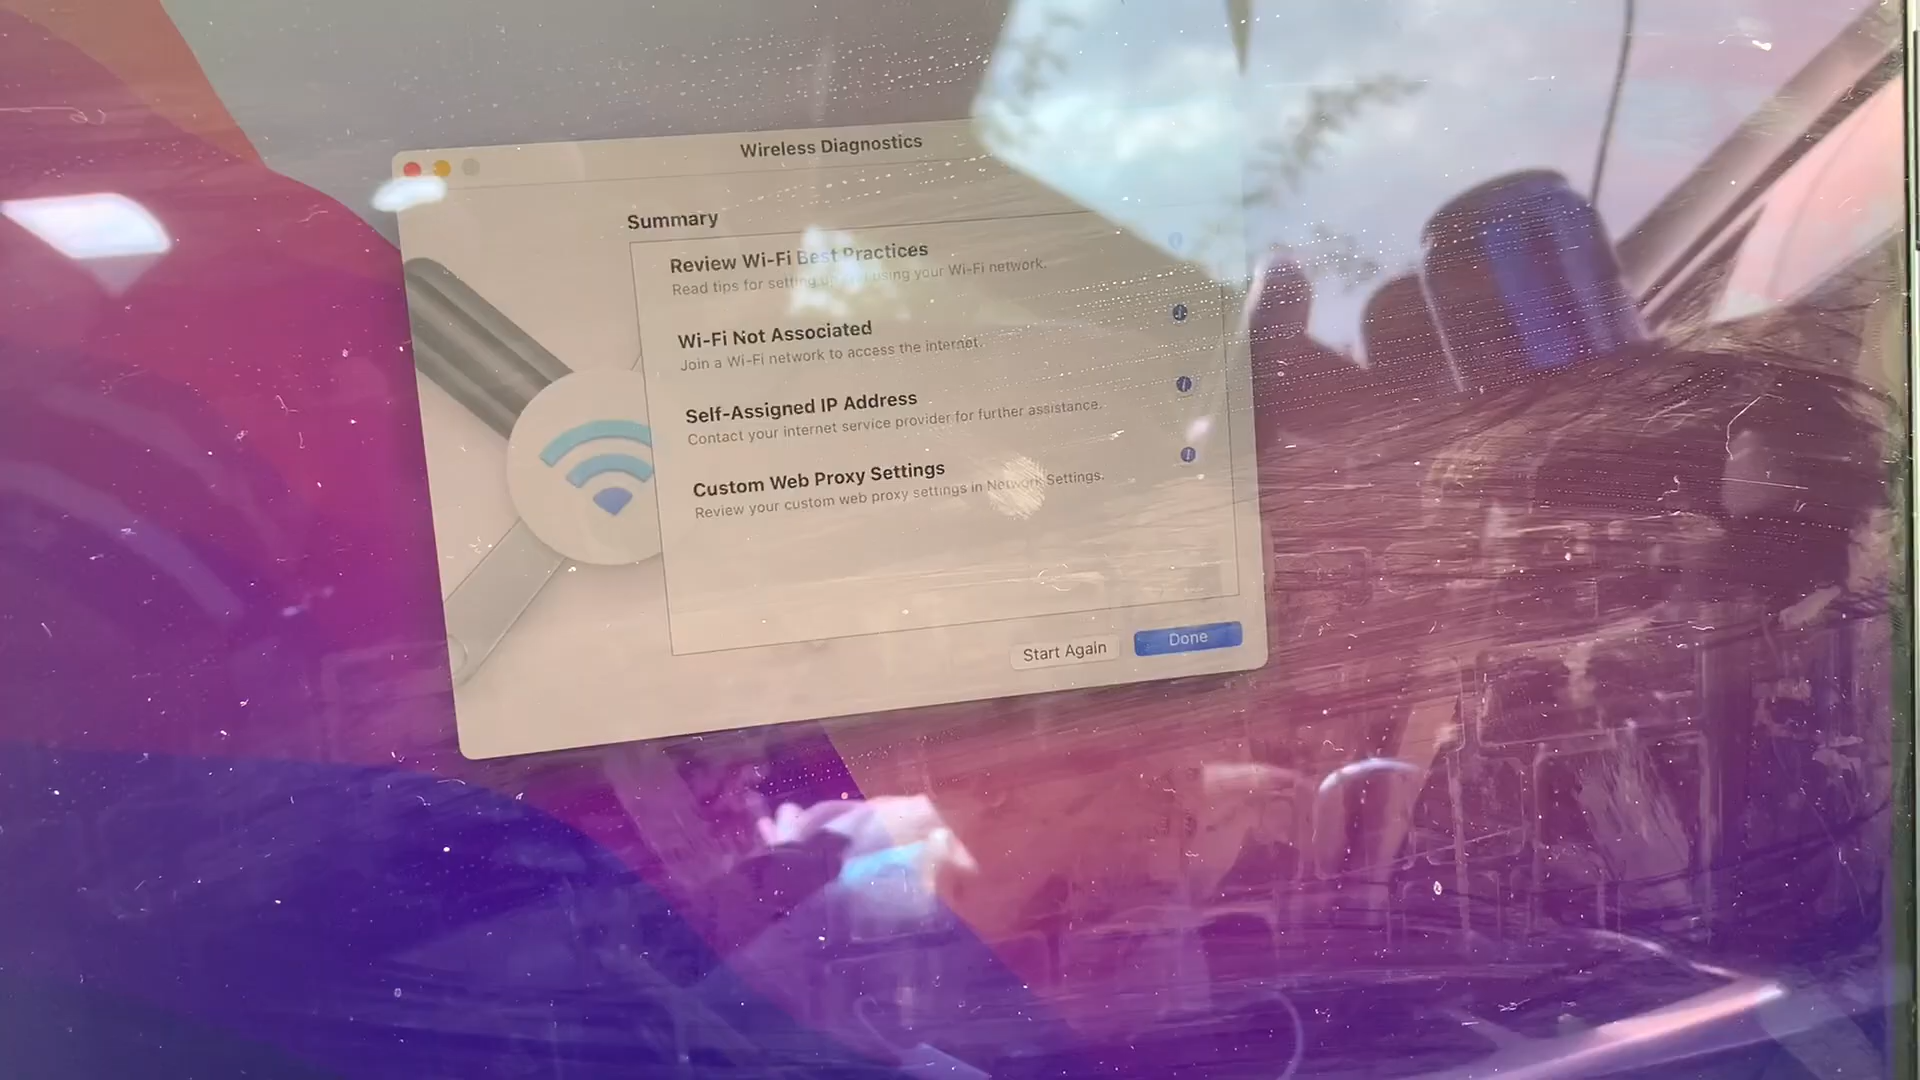 Wireless Diagnostics
Summary
Review Wi-Fi Best Practices
Read tips for setting up and using your Wi-Fi network.
Wi-Fi Not Associated
Join a Wi-Fi network to access the internet.
Self-Assigned IP Address
Contact your internet service provider for further assistance.
Custom Web Proxy Settings
Review your custom web proxy settings in Network Settings.
Start Again
Done